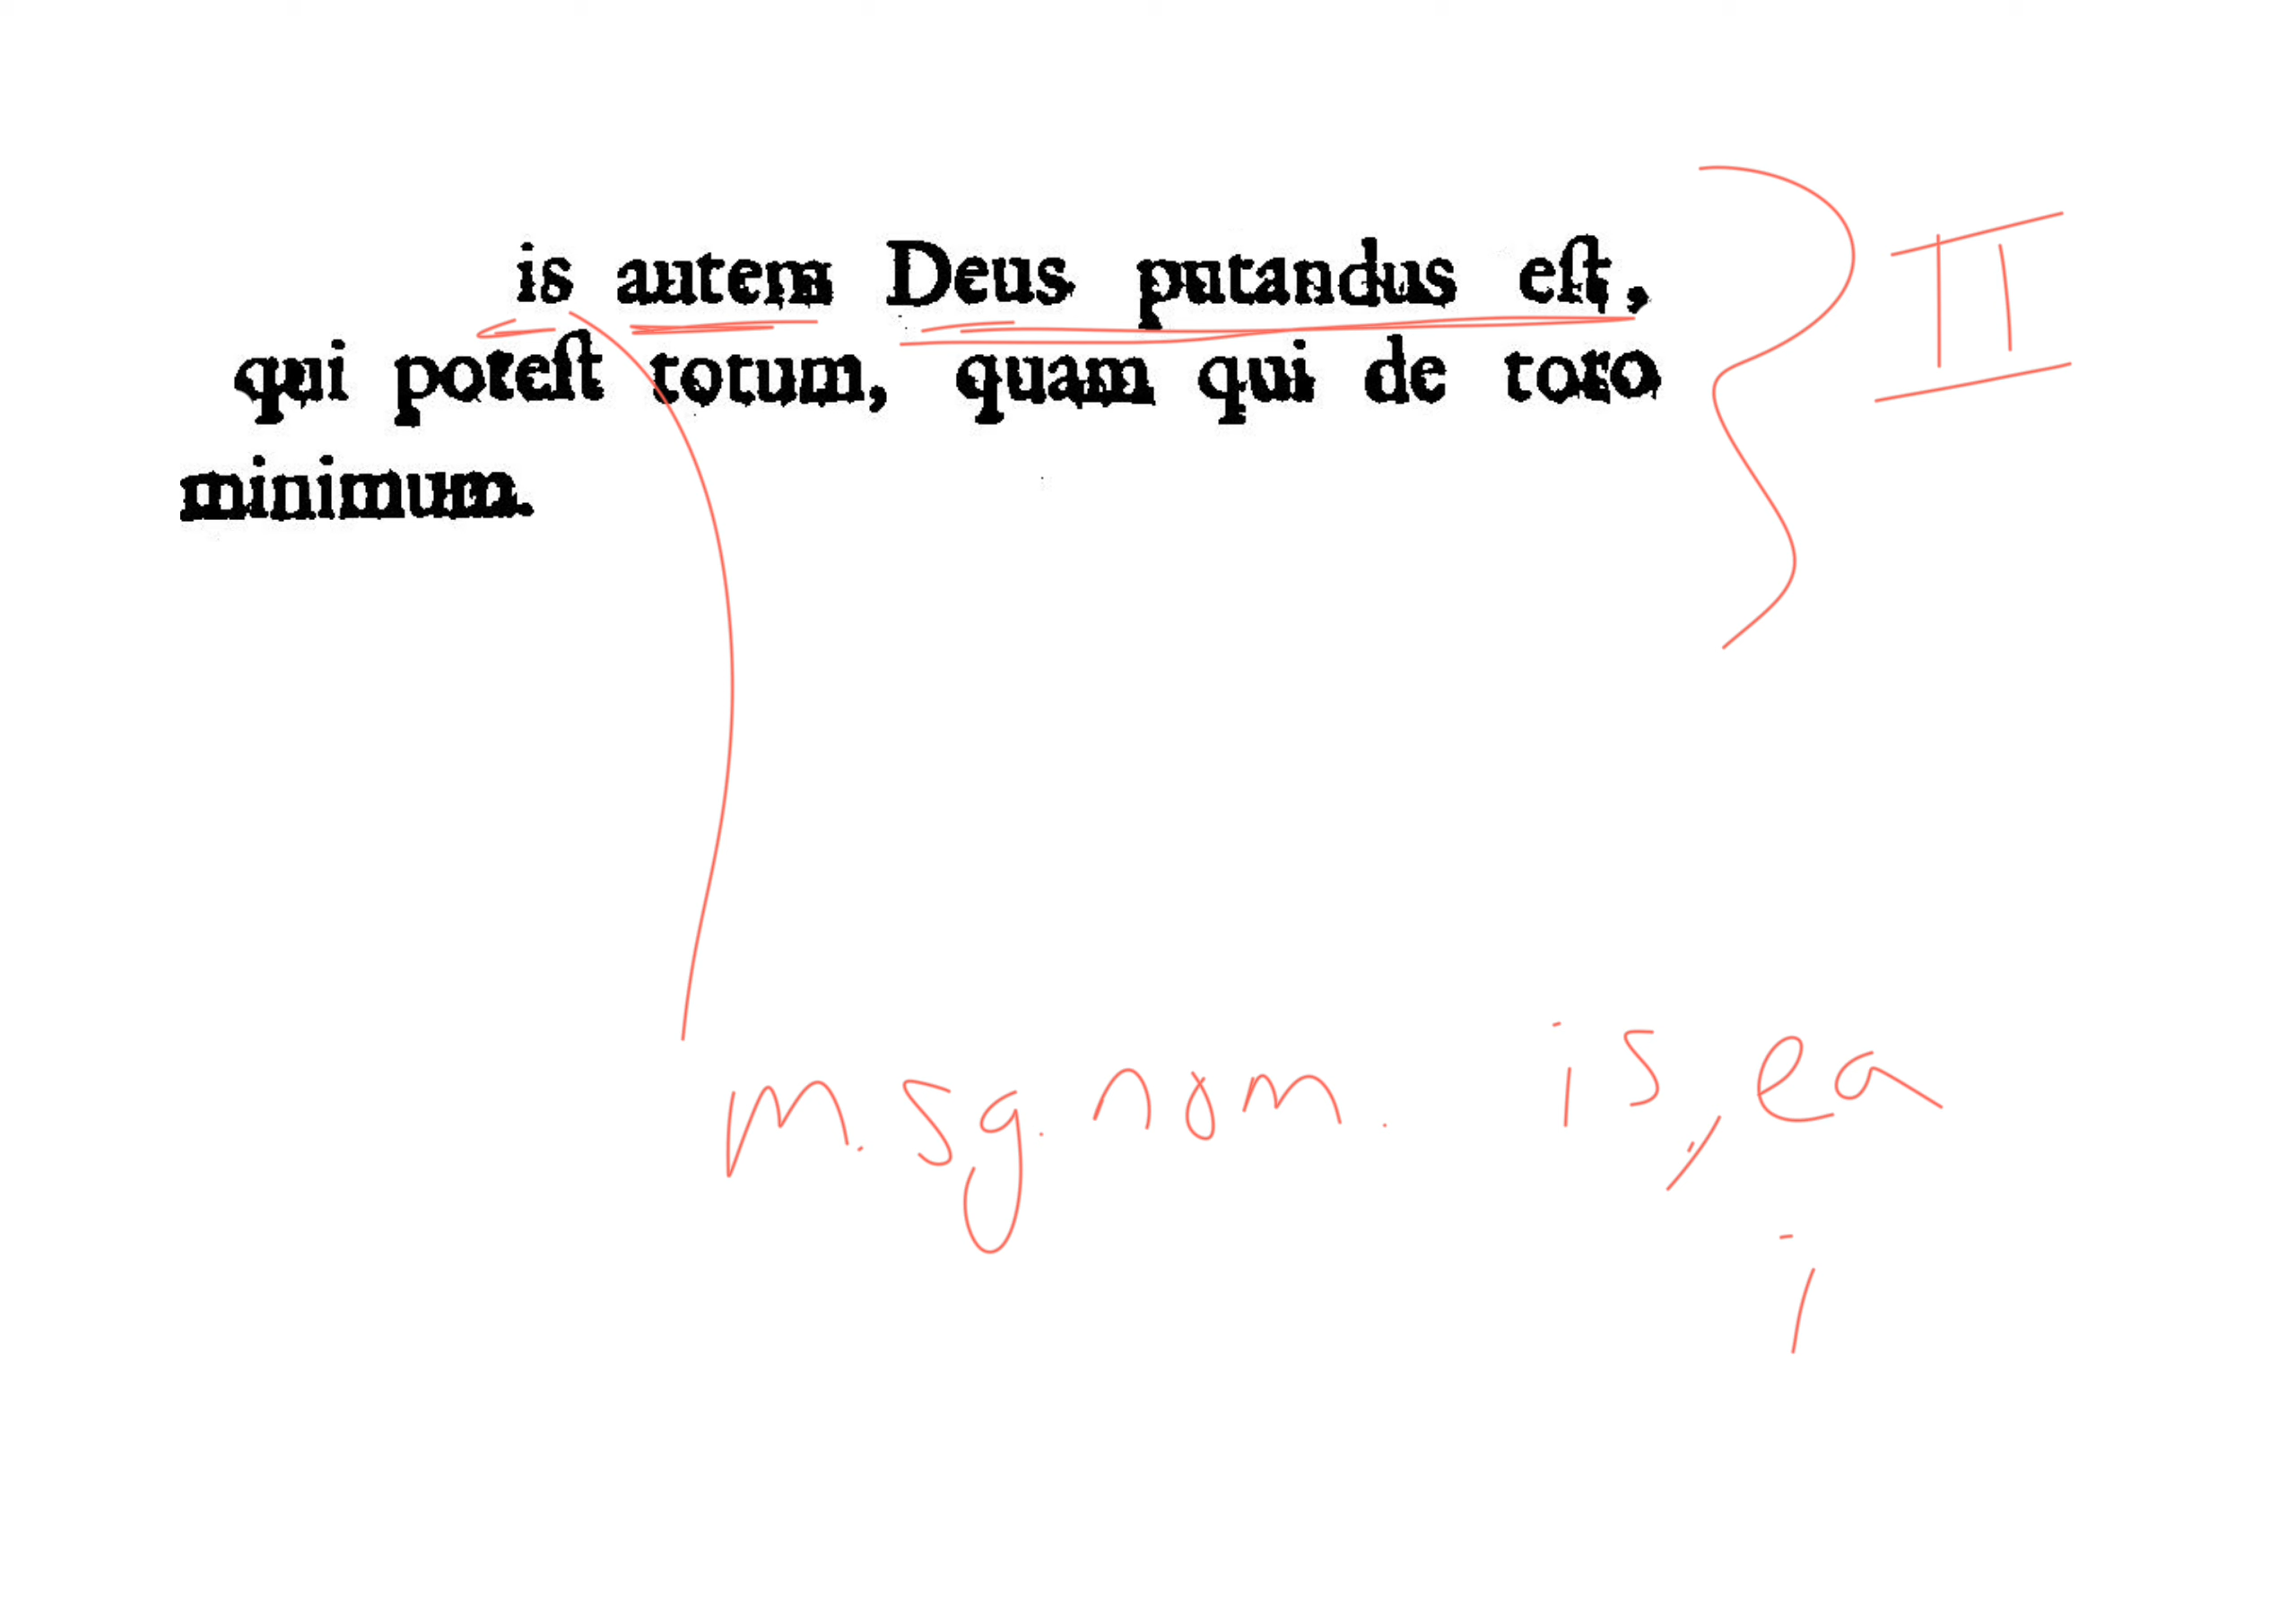 is autem Deus putandus eſt,
II
qui poteſt totum, quam qui de toto
minimum.
m. sg. nom. is, ea
i